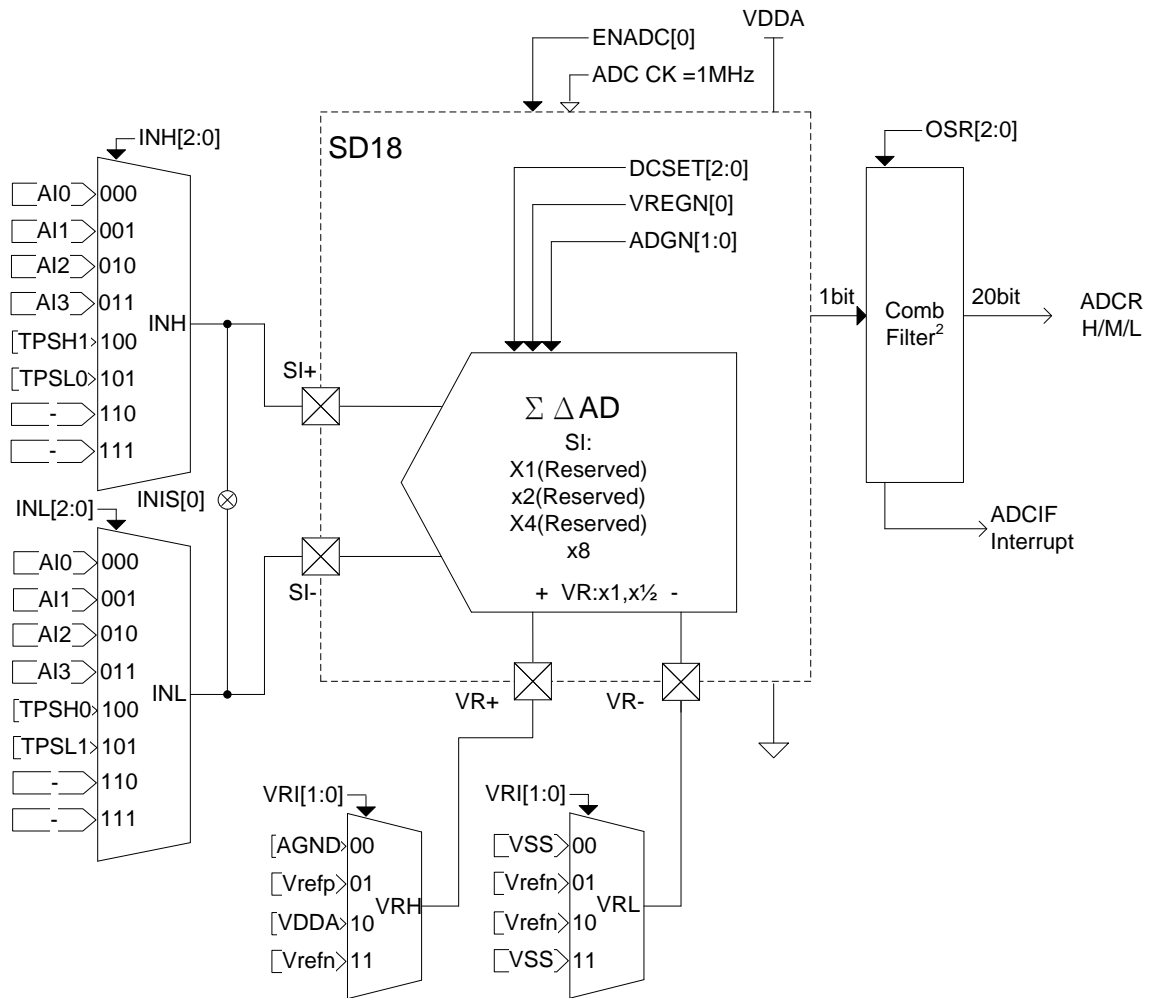 VDDA
ENADC[0]
ADC CK =1MHz
INH[2:0]
OSR[2:0]
SD18
AI0 000
AI1 001
AI2 010
AI3 011
TPSH1 100
TPSL0 101
- 110
- 111
INH
DCSET[2:0]
VREGN[0]
ADGN[1:0]
1bit
Comb
Filter²
20bit
ADCR
H/M/L
SI+
Σ Δ AD
SI:
X1(Reserved)
x2(Reserved)
X4(Reserved)
x8
+ VR:x1,x½ -
INIS[0]
ADCIF
Interrupt
INL[2:0]
AI0 000
AI1 001
AI2 010
AI3 011
TPSH0 100
TPSL1 101
- 110
- 111
INL
SI-
VR+
VR-
VRI[1:0]
AGND 00
Vrefp 01
VDDA 10
Vrefn 11
VRH
VRI[1:0]
VSS 00
Vrefn 01
Vrefn 10
VSS 11
VRL